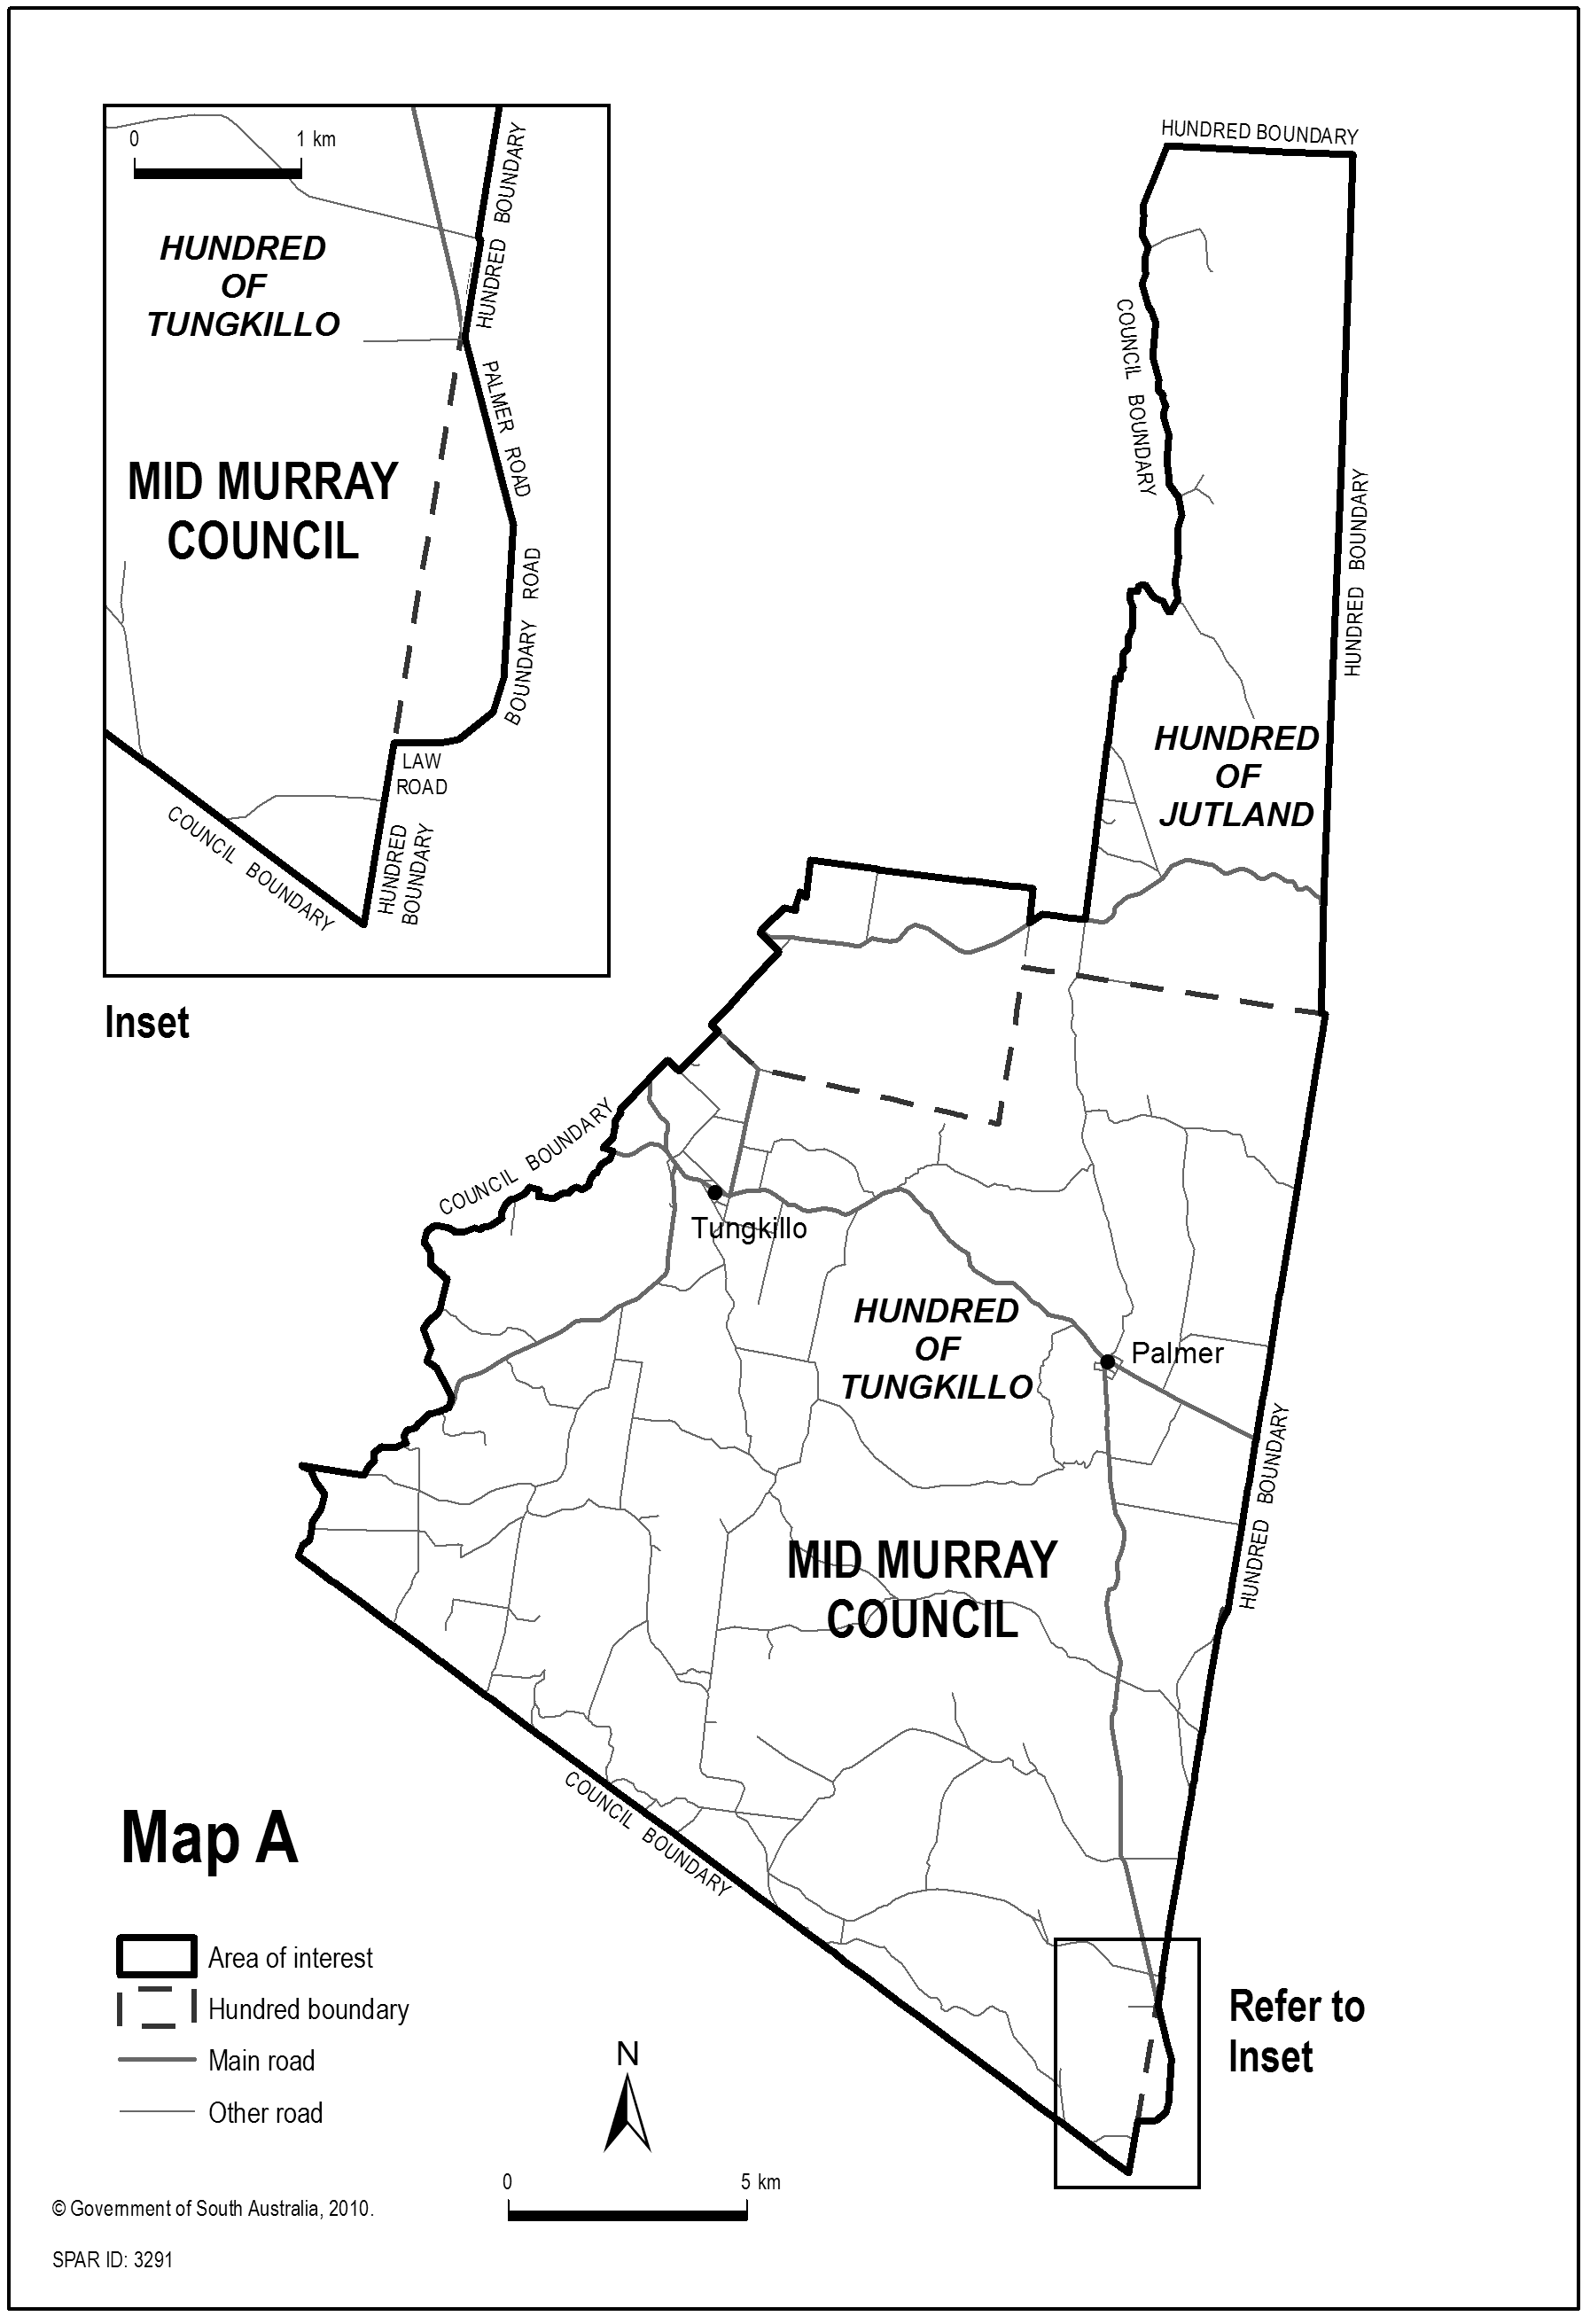 0 1 km
HUNDRED BOUNDARY
HUNDRED
OF
TUNGKILLO
PALMER ROAD
MID MURRAY
COUNCIL
BOUNDARY ROAD
LAW
ROAD
COUNCIL BOUNDARY
HUNDRED
BOUNDARY
Inset
HUNDRED BOUNDARY
COUNCIL BOUNDARY
HUNDRED BOUNDARY
HUNDRED
OF
JUTLAND
COUNCIL BOUNDARY
Tungkillo
HUNDRED
OF
TUNGKILLO
Palmer
HUNDRED BOUNDARY
MID MURRAY
COUNCIL
COUNCIL BOUNDARY
Refer to
Inset
Map A
Area of interest
Hundred boundary
Main road
Other road
N
0 5 km
© Government of South Australia, 2010.
SPAR ID: 3291